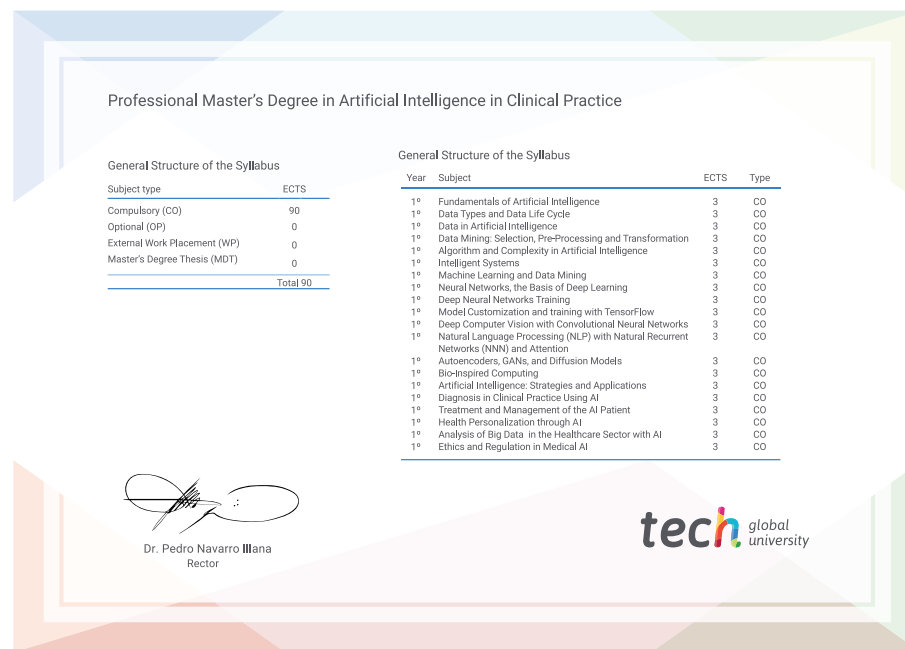 Professional Master's Degree in Artificial Intelligence in Clinical Practice
General Structure of the Syllabus
Subject type ECTS
Compulsory (CO) 90
Optional (OP) 0
External Work Placement (WP) 0
Master's Degree Thesis (MDT) 0
Total 90
General Structure of the Syllabus
Year Subject ECTS Type
1º Fundamentals of Artificial Intelligence 3 CO
1º Data Types and Data Life Cycle 3 CO
1º Data in Artificial Intelligence 3 CO
1º Data Mining: Selection, Pre-Processing and Transformation 3 CO
1º Algorithm and Complexity in Artificial Intelligence 3 CO
1º Intelligent Systems 3 CO
1º Machine Learning and Data Mining 3 CO
1º Neural Networks, the Basis of Deep Learning 3 CO
1º Deep Neural Networks Training 3 CO
1º Model Customization and training with TensorFlow 3 CO
1º Deep Computer Vision with Convolutional Neural Networks 3 CO
1º Natural Language Processing (NLP) with Natural Recurrent 3 CO
Networks (NNN) and Attention
1º Autoencoders, GANs, and Diffusion Models 3 CO
1º Bio-Inspired Computing 3 CO
1º Artificial Intelligence: Strategies and Applications 3 CO
1º Diagnosis in Clinical Practice Using AI 3 CO
1º Treatment and Management of the AI Patient 3 CO
1º Health Personalization through AI 3 CO
1º Analysis of Big Data in the Healthcare Sector with AI 3 CO
1º Ethics and Regulation in Medical AI 3 CO
Dr. Pedro Navarro Illana
Rector
tech global
university